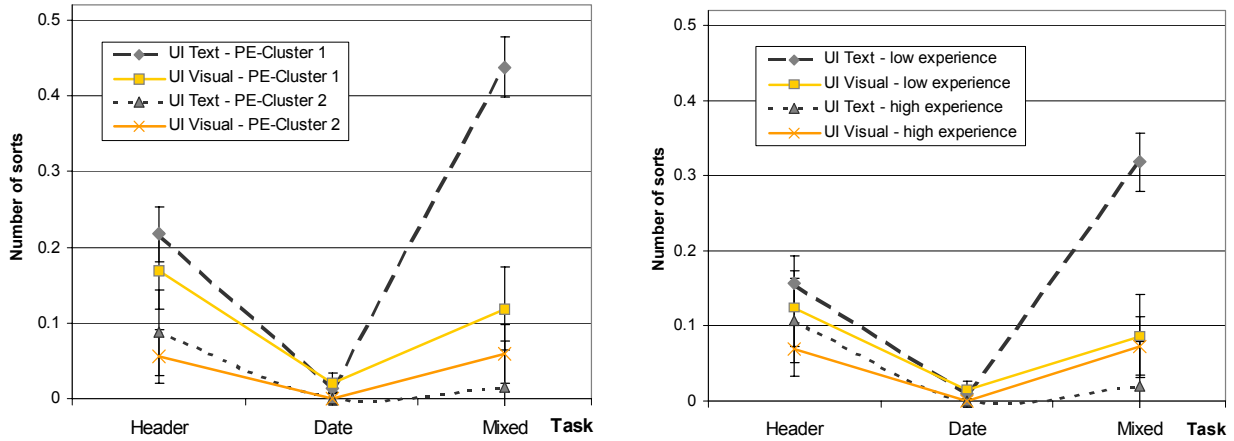 0.5
0.4
0.3
0.2
0.1
0
Number of sorts
UI Text - PE-Cluster 1
UI Visual - PE-Cluster 1
UI Text - PE-Cluster 2
UI Visual - PE-Cluster 2
Header
Date
Mixed
Task
0.5
0.4
0.3
0.2
0.1
0
Number of sorts
UI Text - low experience
UI Visual - low experience
UI Text - high experience
UI Visual - high experience
Header
Date
Mixed
Task